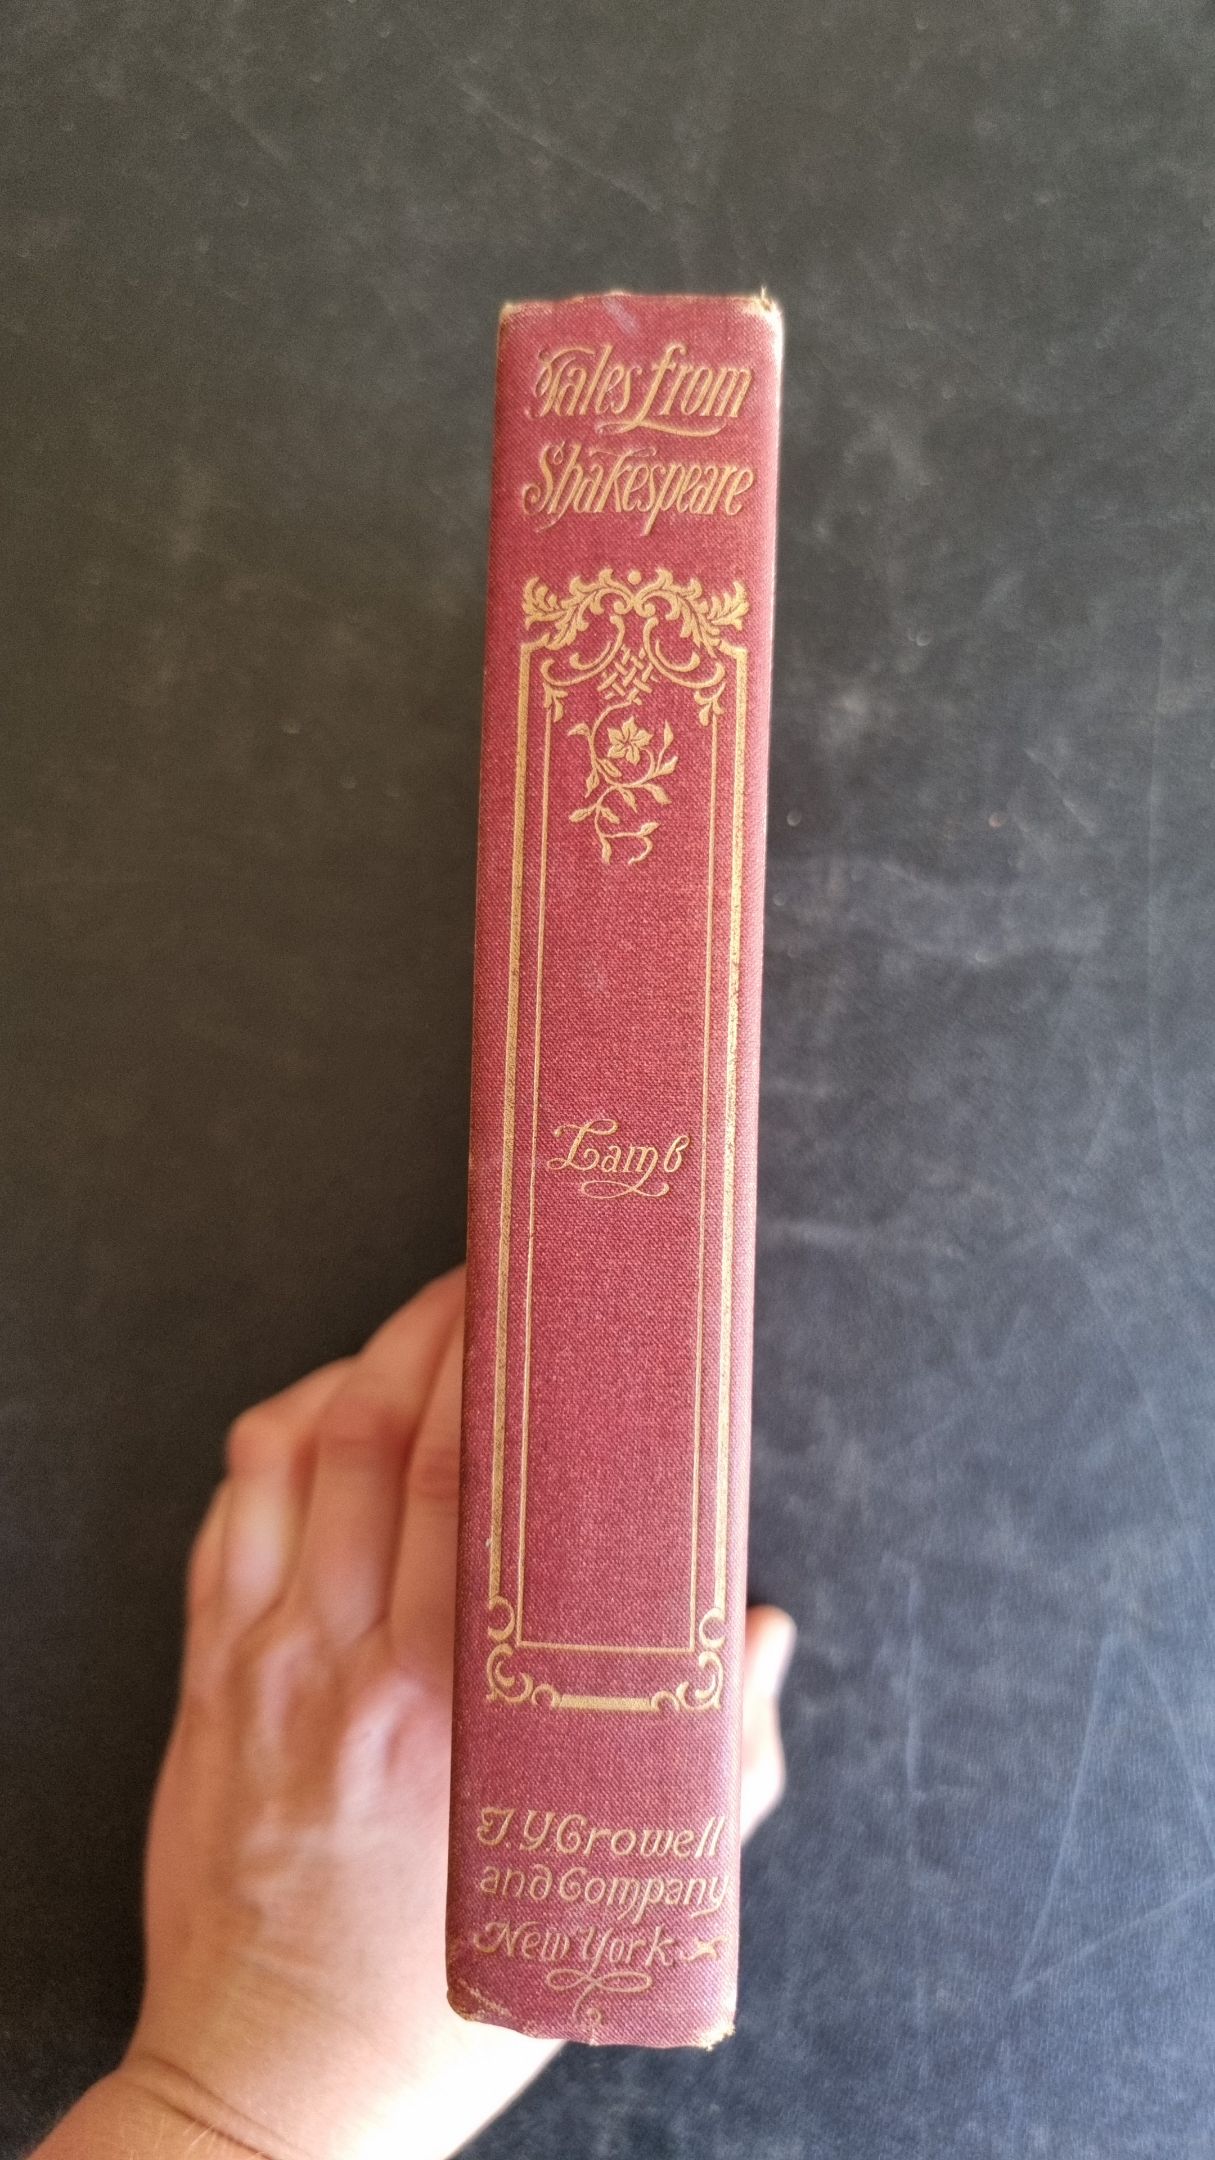 Tales from
Shakespeare
Lamb
T.Y. Crowell
and Company
New York